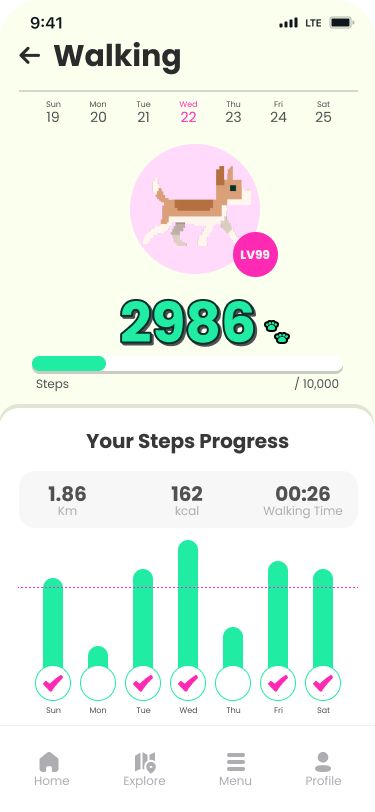 9:41 LTE
Walking
Sun Mon Tue Wed Thu Fri Sat
19 20 21 22 23 24 25
LV99
2986
Steps / 10,000
Your Steps Progress
1.86 162 00:26
Km kcal Walking Time
Sun Mon Tue Wed Thu Fri Sat
Home Explore Menu Profile